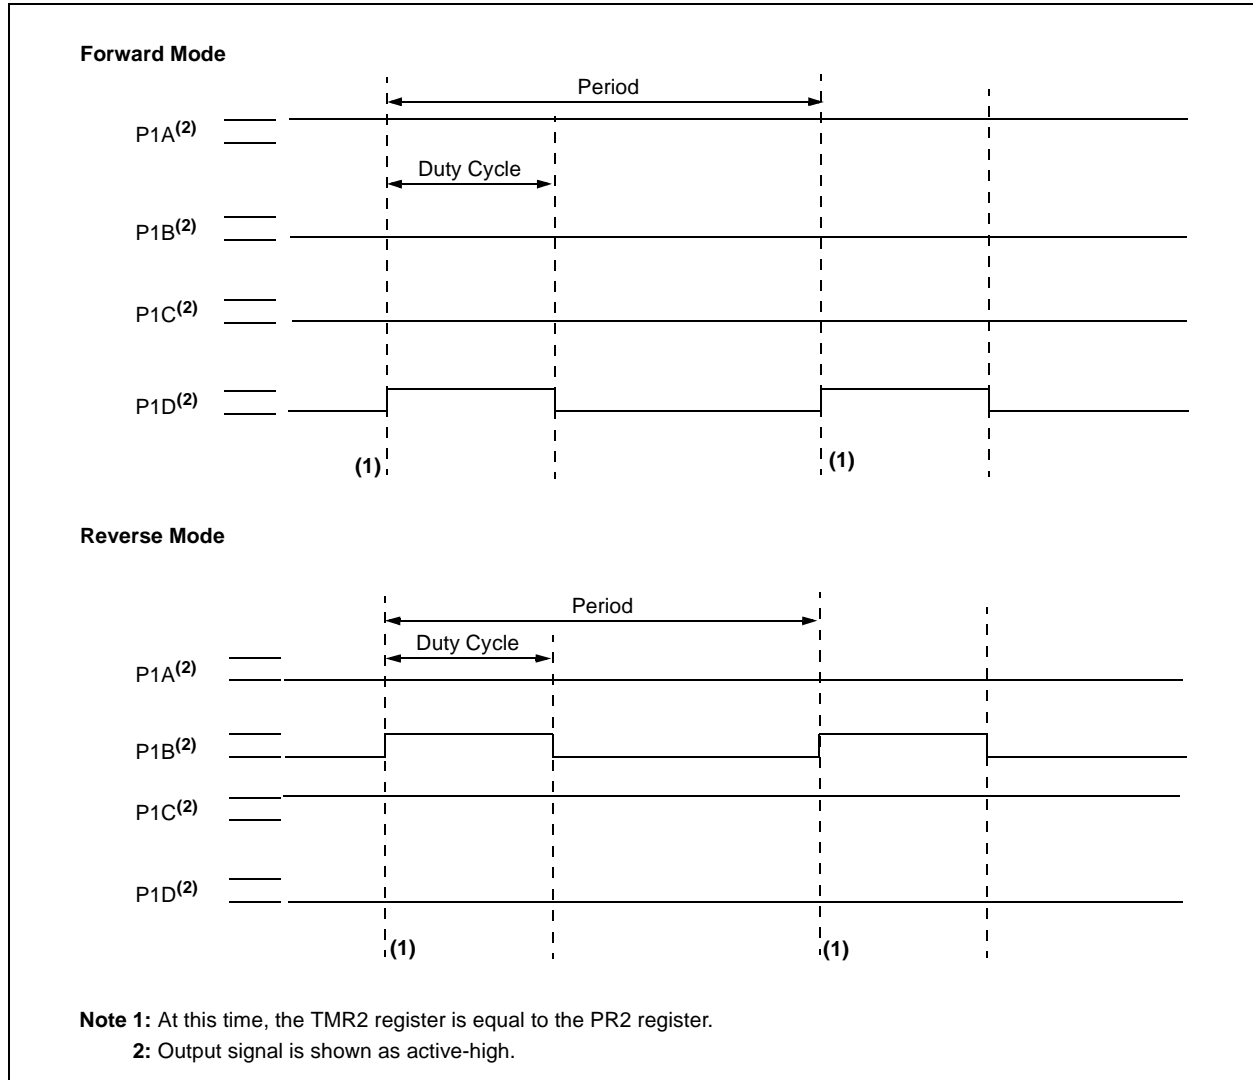 Forward Mode
Period
P1A(2)
Duty Cycle
P1B(2)
P1C(2)
P1D(2)
(1)
(1)
Reverse Mode
Period
Duty Cycle
P1A(2)
P1B(2)
P1C(2)
P1D(2)
(1)
(1)
Note 1: At this time, the TMR2 register is equal to the PR2 register.
2: Output signal is shown as active-high.